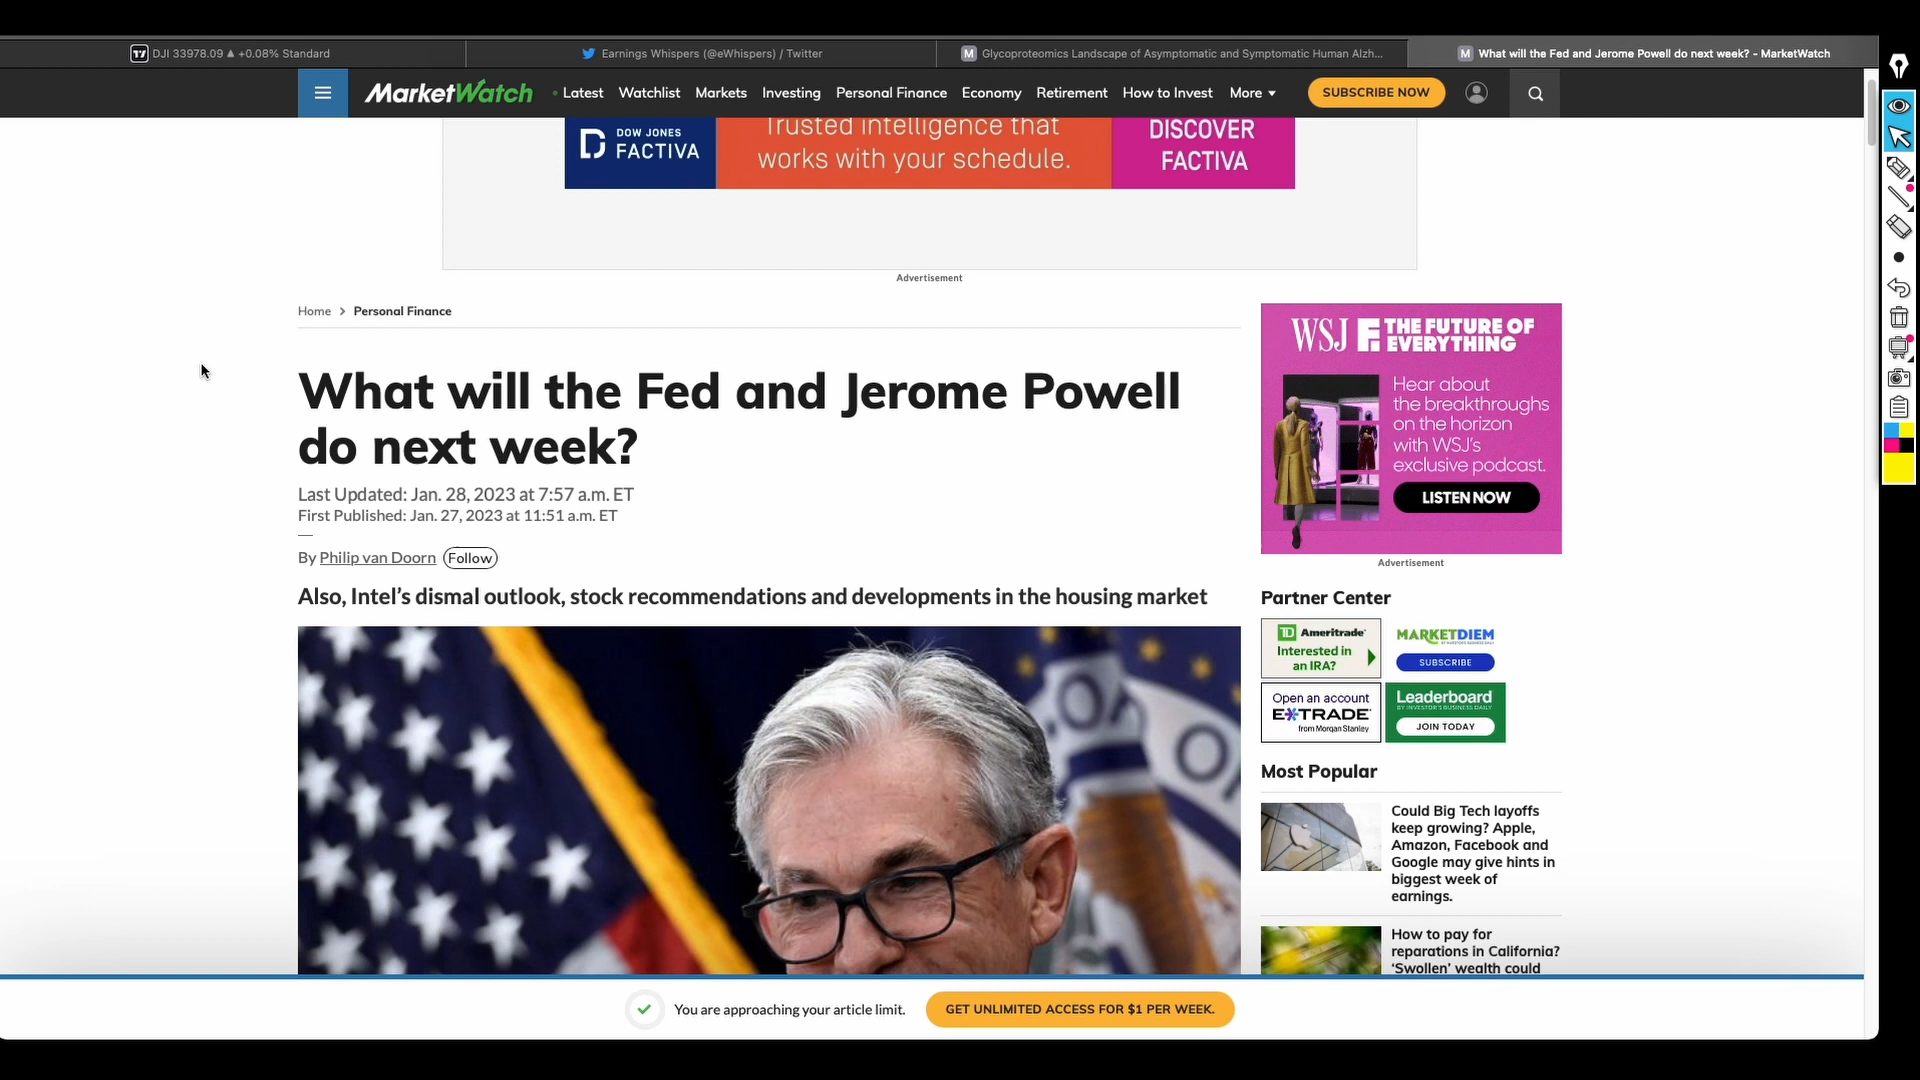 DJI 33978.09 ▲ +0.08% Standard
Earnings Whispers (@eWhispers) / Twitter
Glycoproteomics Landscape of Asymptomatic and Symptomatic Human Alzh...
What will the Fed and Jerome Powell do next week? - MarketWatch
MarketWatch
Latest
Watchlist
Markets
Investing
Personal Finance
Economy
Retirement
How to Invest
More
SUBSCRIBE NOW
DOW JONES
FACTIVA
Trusted intelligence that
works with your schedule.
DISCOVER
FACTIVA
Advertisement
Home > Personal Finance
What will the Fed and Jerome Powell
do next week?
Last Updated: Jan. 28, 2023 at 7:57 a.m. ET
First Published: Jan. 27, 2023 at 11:51 a.m. ET
By Philip van Doorn
Follow
Also, Intel’s dismal outlook, stock recommendations and developments in the housing market
WSJ
THE FUTURE OF
EVERYTHING
Hear about
the breakthroughs
on the horizon
with WSJ's
exclusive podcast.
LISTEN NOW
Advertisement
Partner Center
TD Ameritrade
Interested in
an IRA?
MARKETDIEM
SUBSCRIBE
Open an account
E*TRADE
from Morgan Stanley
Leaderboard
BY INVESTOR'S BUSINESS DAILY
JOIN TODAY
Most Popular
Could Big Tech layoffs
keep growing? Apple,
Amazon, Facebook and
Google may give hints in
biggest week of
earnings.
How to pay for
reparations in California?
‘Swollen’ wealth could
You are approaching your article limit.
GET UNLIMITED ACCESS FOR $1 PER WEEK.